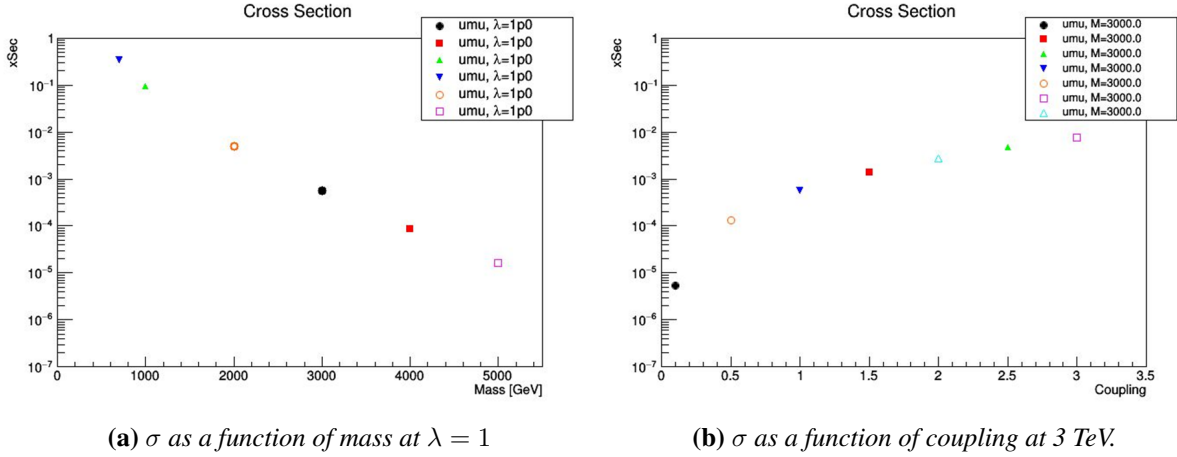 Cross Section
xSec
umu, λ=1p0
umu, λ=1p0
umu, λ=1p0
umu, λ=1p0
umu, λ=1p0
umu, λ=1p0
1
10⁻¹
10⁻²
10⁻³
10⁻⁴
10⁻⁵
10⁻⁶
10⁻⁷
0 1000 2000 3000 4000 5000
Mass [GeV]
(a) σ as a function of mass at λ = 1
Cross Section
xSec
umu, M=3000.0
umu, M=3000.0
umu, M=3000.0
umu, M=3000.0
umu, M=3000.0
umu, M=3000.0
umu, M=3000.0
1
10⁻¹
10⁻²
10⁻³
10⁻⁴
10⁻⁵
10⁻⁶
10⁻⁷
0 0.5 1 1.5 2 2.5 3 3.5
Coupling
(b) σ as a function of coupling at 3 TeV.